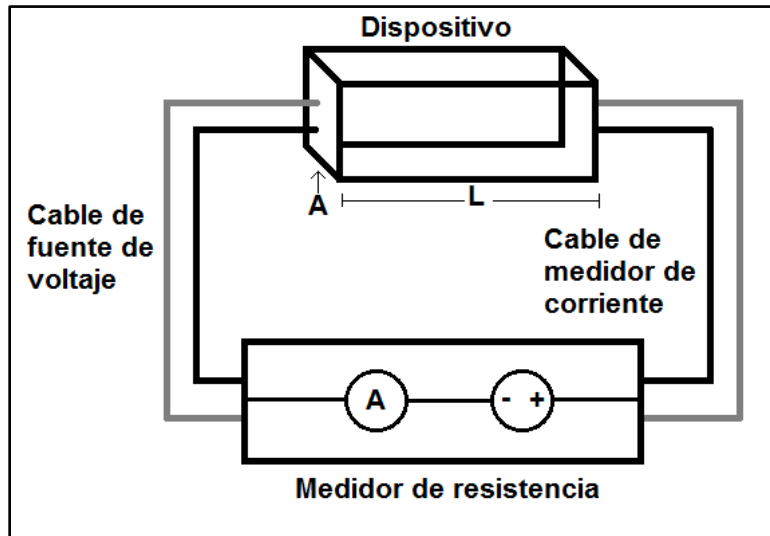 Dispositivo
A
L
Cable de
fuente de
voltaje
Cable de
medidor de
corriente
A
- +
Medidor de resistencia